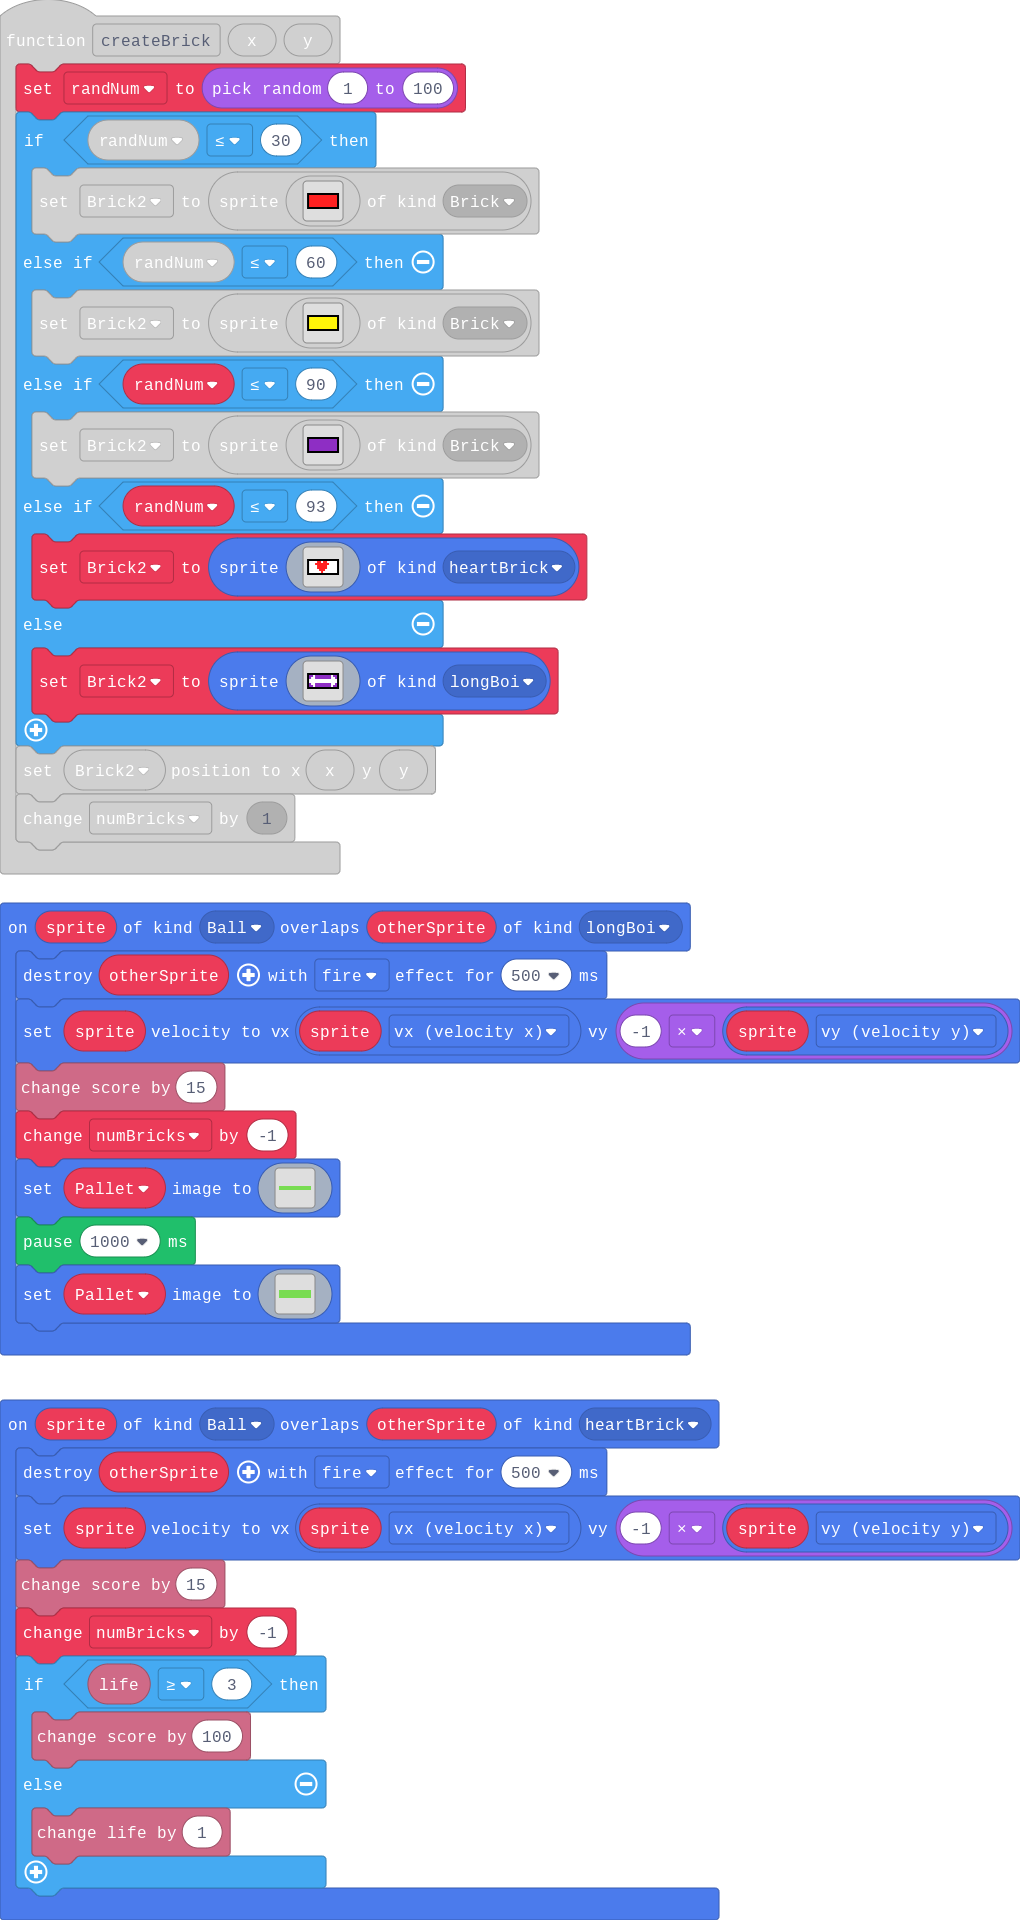 function createBrick x y
set randNum to pick random 1 to 100
if randNum ≤ 30 then
set Brick2 to sprite of kind Brick
else if randNum ≤ 60 then
set Brick2 to sprite of kind Brick
else if randNum ≤ 90 then
set Brick2 to sprite of kind Brick
else if randNum ≤ 93 then
set Brick2 to sprite of kind heartBrick
else
set Brick2 to sprite of kind longBoi
set Brick2 position to x x y y
change numBricks by 1
on sprite of kind Ball overlaps otherSprite of kind longBoi
destroy otherSprite with fire effect for 500 ms
set sprite velocity to vx sprite vx (velocity x) vy -1 × sprite vy (velocity y)
change score by 15
change numBricks by -1
set Pallet image to
pause 1000 ms
set Pallet image to
on sprite of kind Ball overlaps otherSprite of kind heartBrick
destroy otherSprite with fire effect for 500 ms
set sprite velocity to vx sprite vx (velocity x) vy -1 × sprite vy (velocity y)
change score by 15
change numBricks by -1
if life ≥ 3 then
change score by 100
else
change life by 1